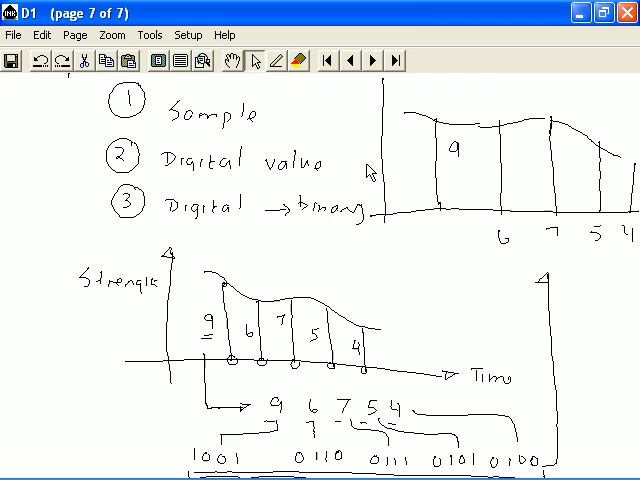 D1 (page 7 of 7)
File Edit Page Zoom Tools Setup Help
1 Sample
2 Digital value
3 Digital → binary
9
6 7 5 4
Strength
9 6 7 5 4
Time
9 6 7 5 4
1001 0110 0111 0101 0100